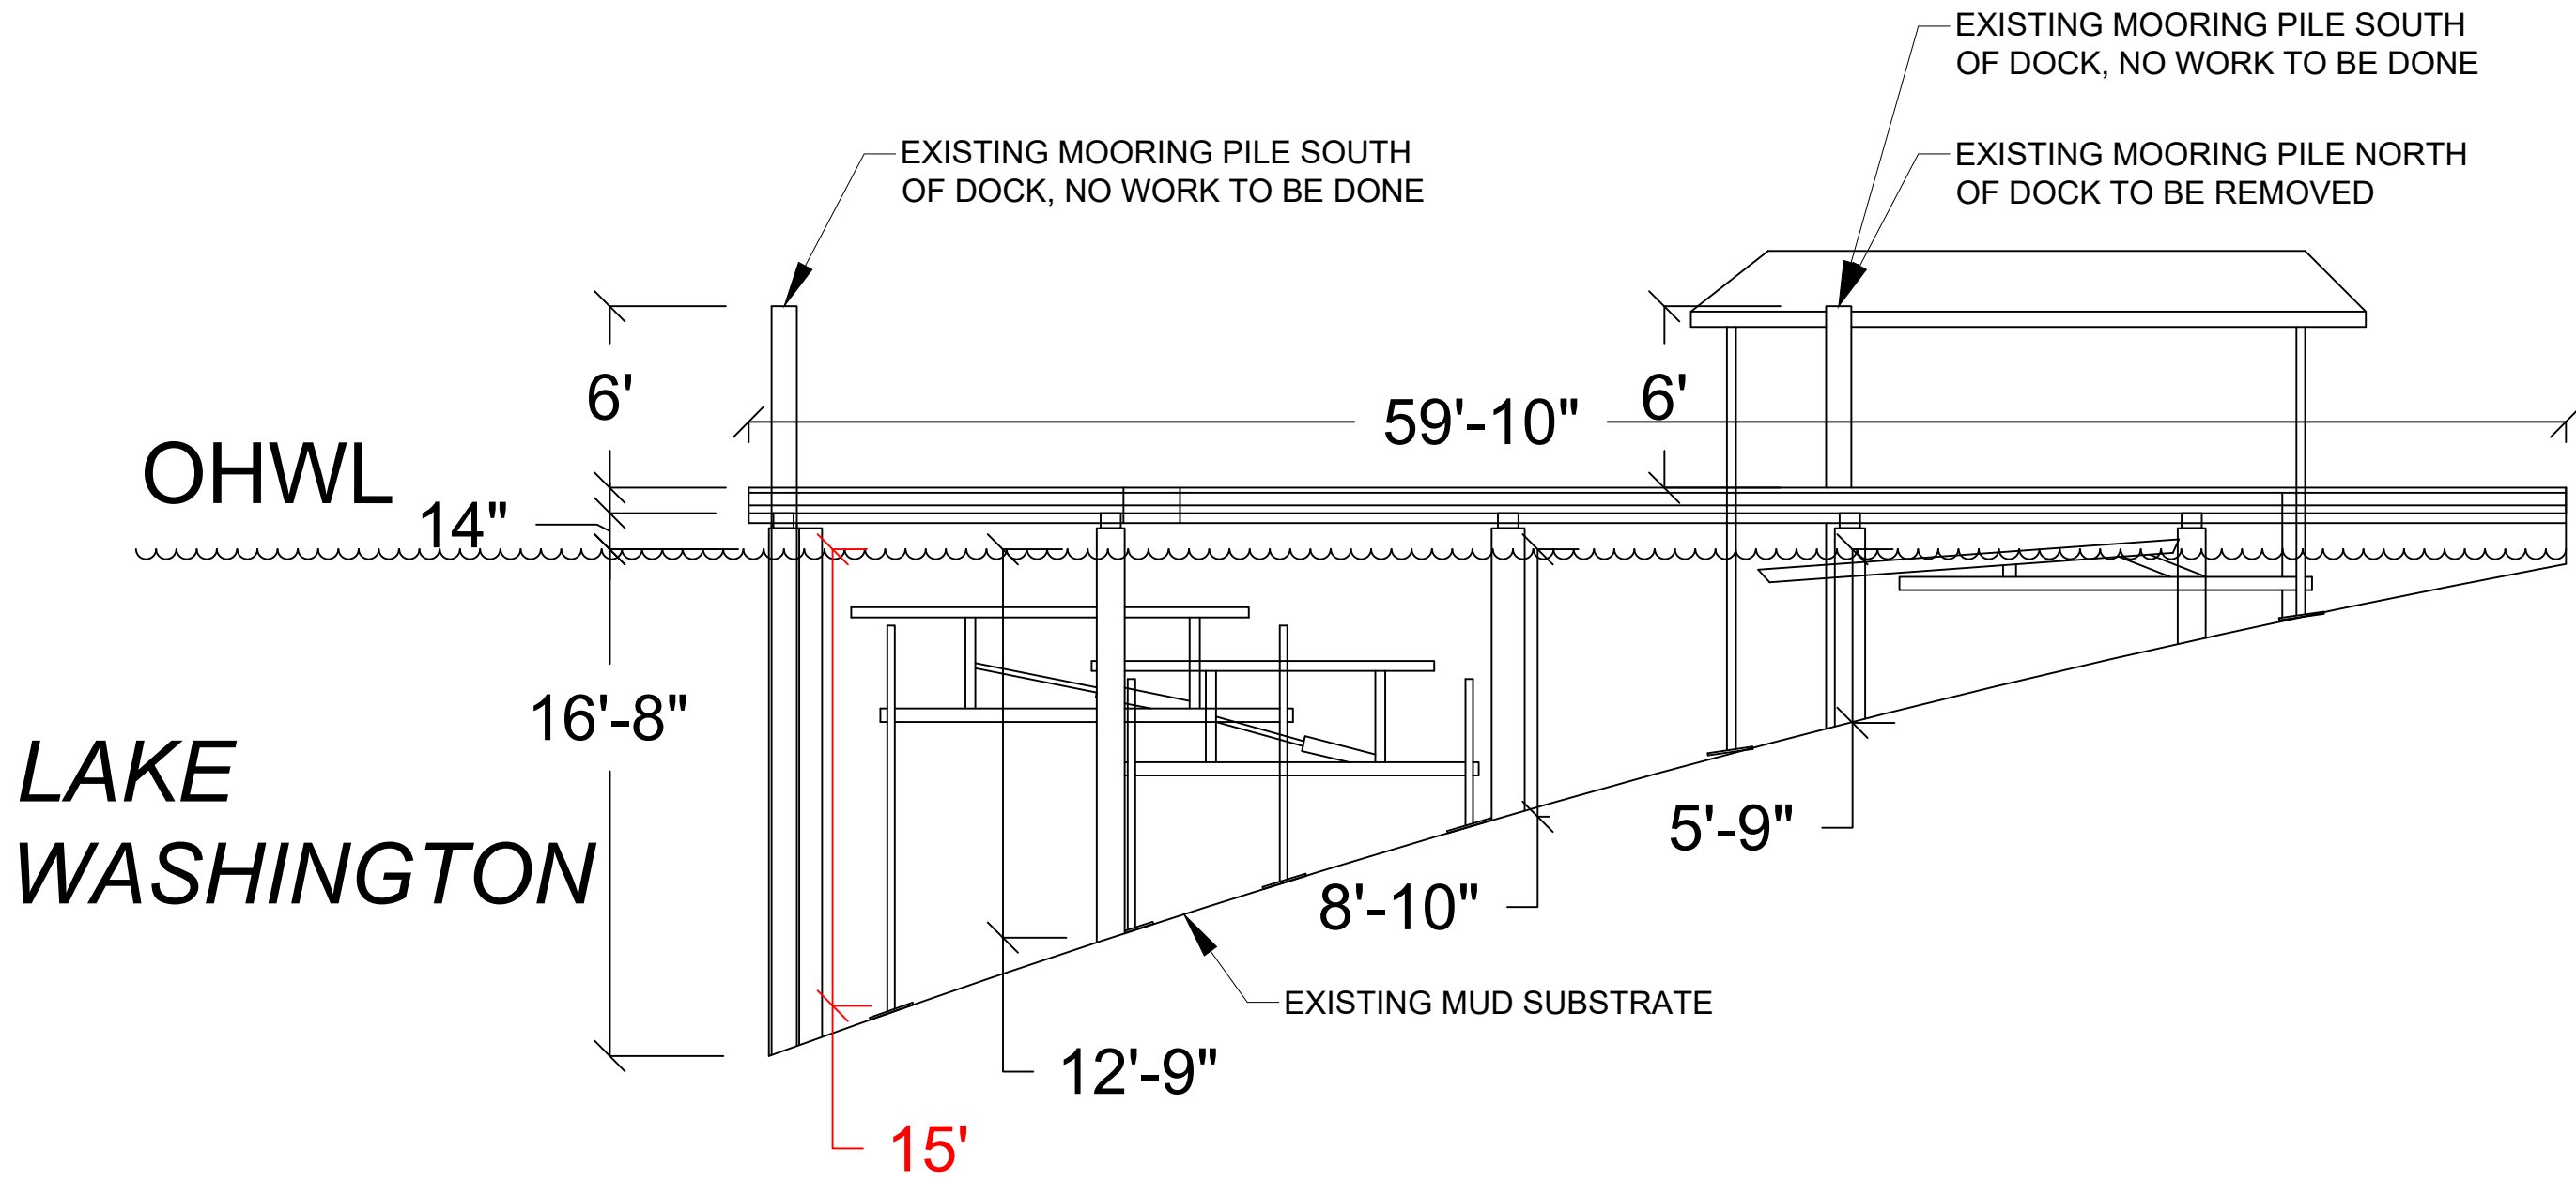 EXISTING MOORING PILE SOUTH
OF DOCK, NO WORK TO BE DONE
EXISTING MOORING PILE SOUTH
OF DOCK, NO WORK TO BE DONE
EXISTING MOORING PILE NORTH
OF DOCK TO BE REMOVED
6'
59'-10"
6'
OHWL
14"
16'-8"
LAKE
WASHINGTON
5'-9"
8'-10"
EXISTING MUD SUBSTRATE
12'-9"
15'